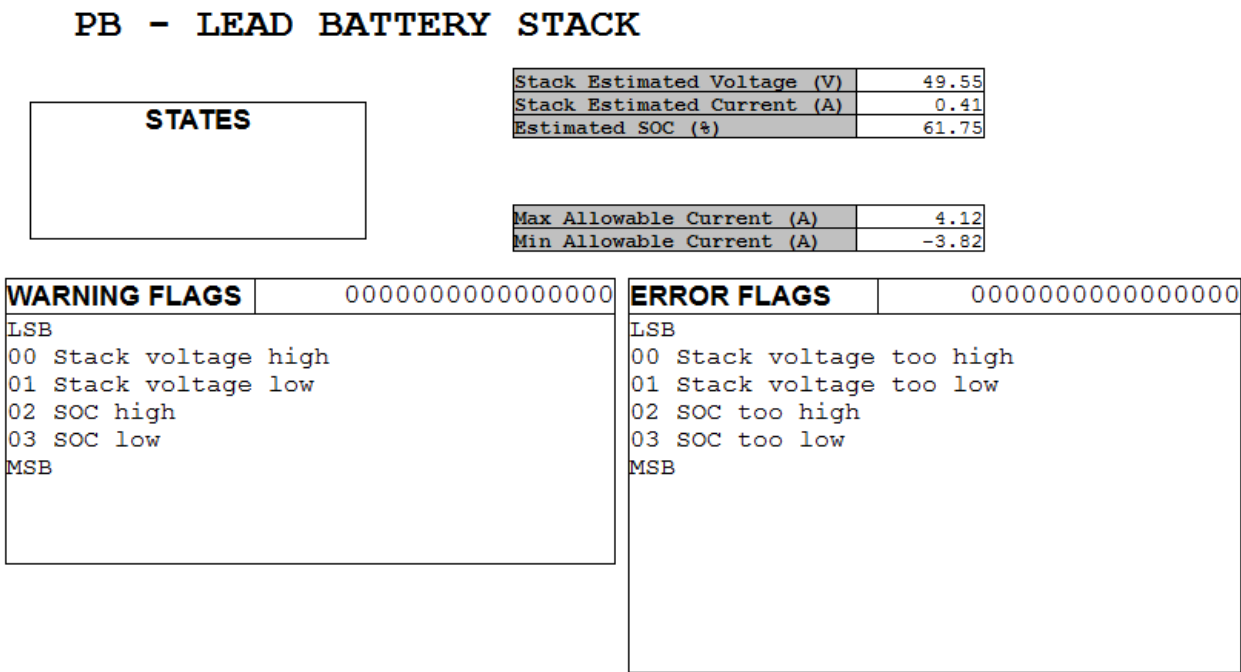 PB - LEAD BATTERY STACK
Stack Estimated Voltage (V) 49.55
Stack Estimated Current (A) 0.41
Estimated SOC (%) 61.75
STATES
Max Allowable Current (A) 4.12
Min Allowable Current (A) -3.82
WARNING FLAGS 0000000000000000
LSB
00 Stack voltage high
01 Stack voltage low
02 SOC high
03 SOC low
MSB
ERROR FLAGS 0000000000000000
LSB
00 Stack voltage too high
01 Stack voltage too low
02 SOC too high
03 SOC too low
MSB